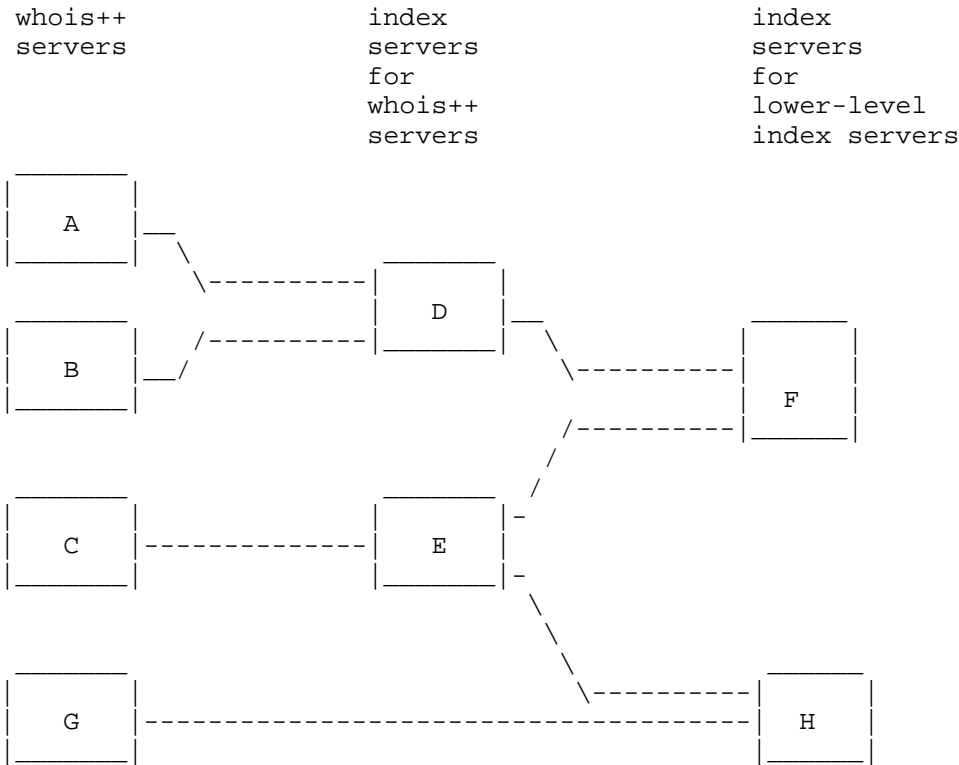 whois++ index index
servers servers servers
for for
whois++ lower-level
servers index servers
A
D
B
F
C E
G H